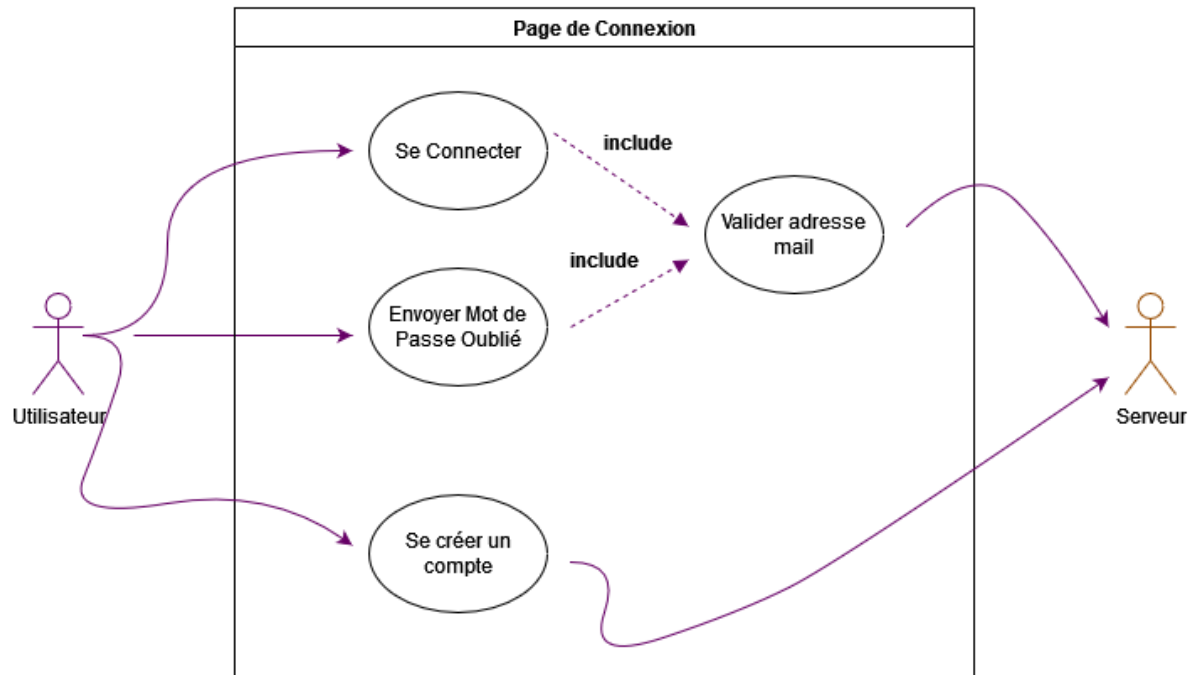 Page de Connexion
Se Connecter
include
Valider adresse
mail
include
Envoyer Mot de
Passe Oublié
Utilisateur
Serveur
Se créer un
compte